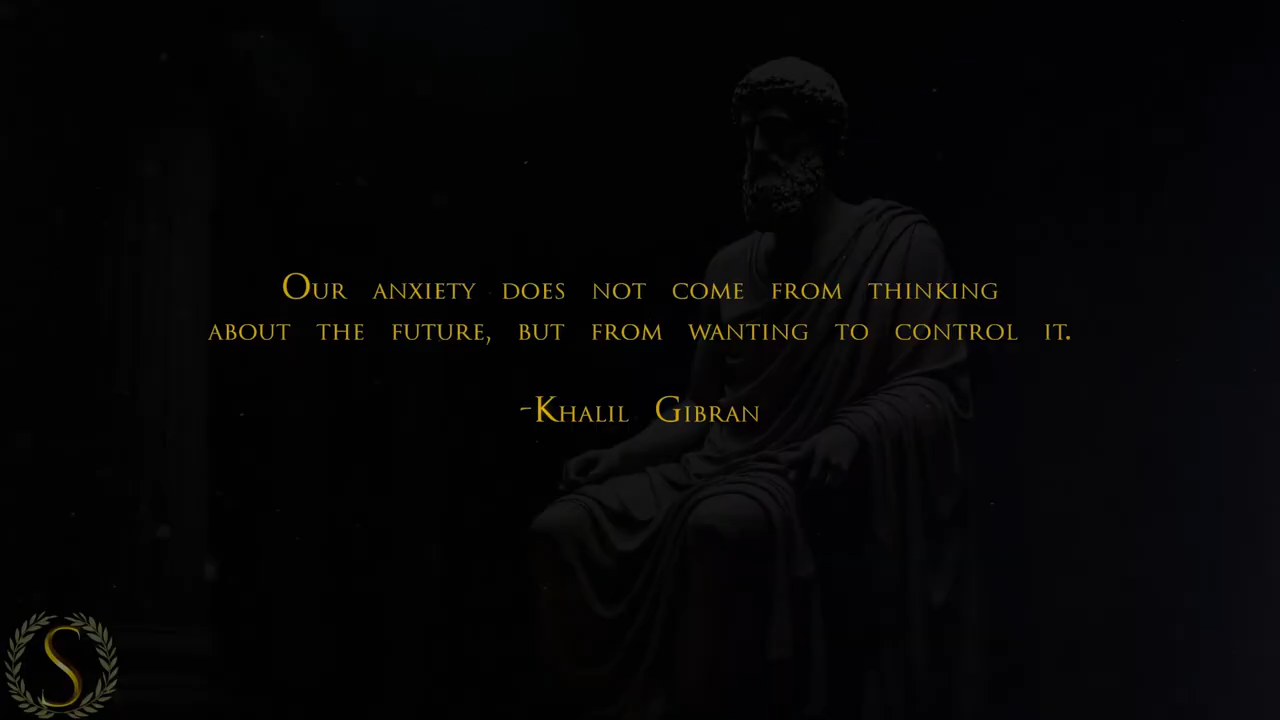 Our anxiety does not come from thinking
about the future, but from wanting to control it.
-Khalil Gibran
S